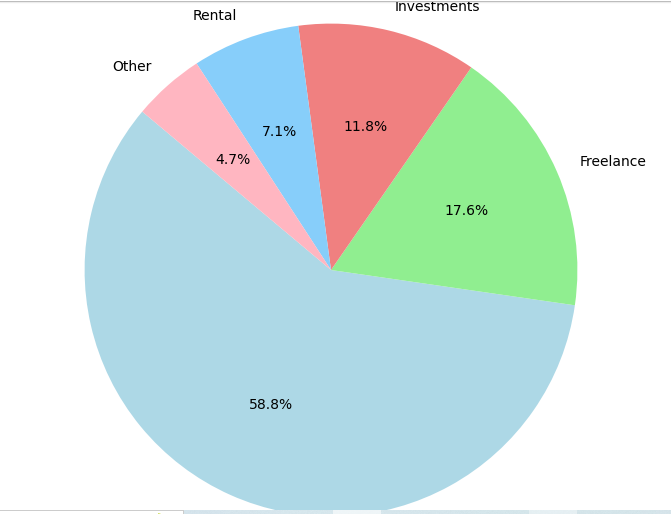 Investments
Rental
Other
7.1%
11.8%
4.7%
Freelance
17.6%
58.8%